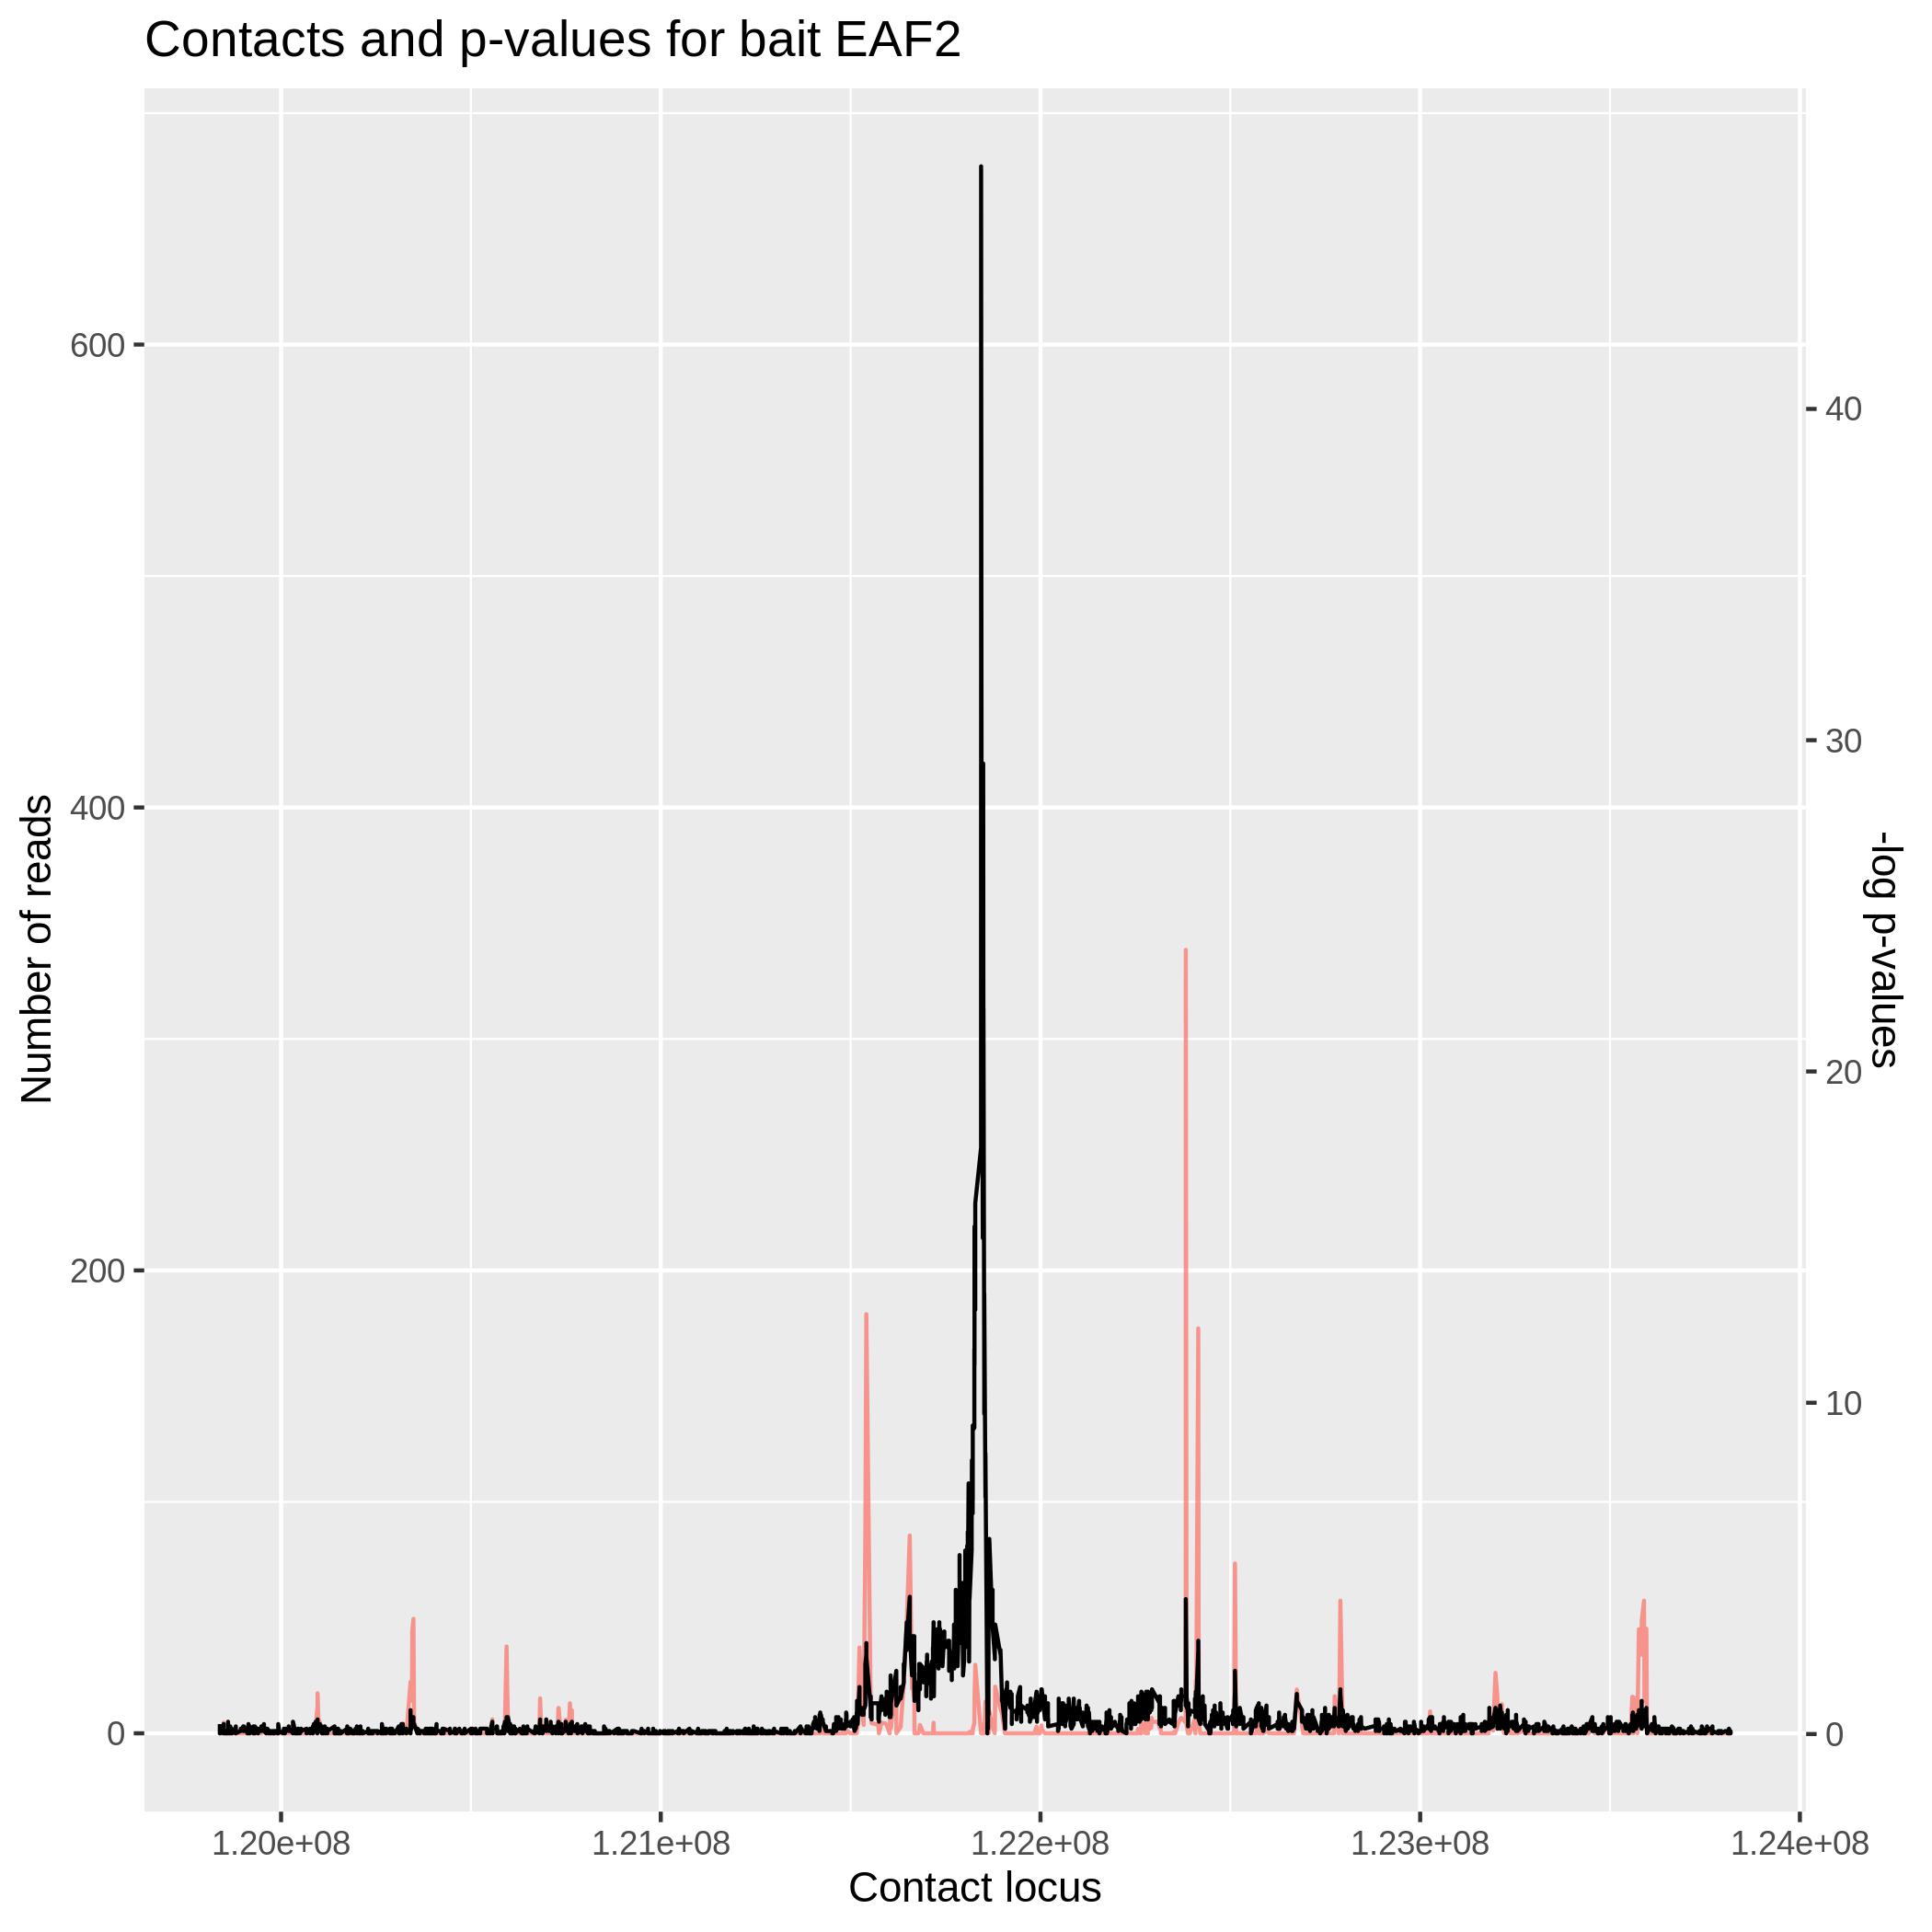 Contacts and p-values for bait EAF2
Number of reads
600
400
200
0
40
30
20
10
0
-log p-values
1.20e+08
1.21e+08
1.22e+08
1.23e+08
1.24e+08
Contact locus